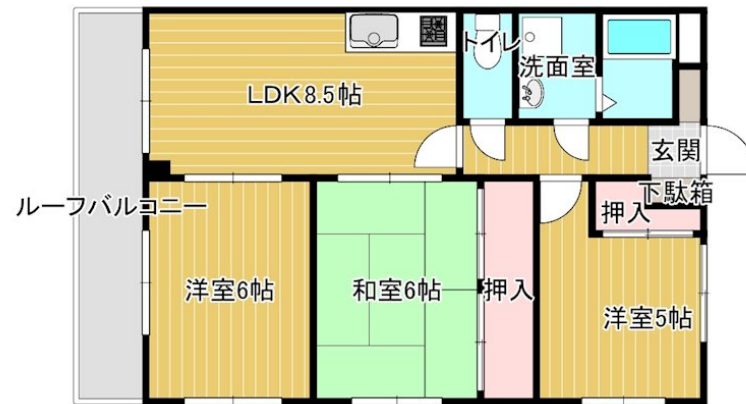 トイレ
洗面室
LDK8.5帖
玄関
下駄箱
ルーフバルコニー
押入
洋室6帖
和室6帖
押入
洋室5帖